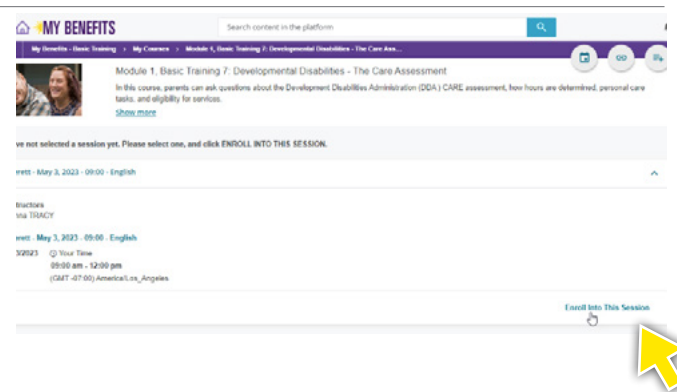 MY BENEFITS
Search content in the platform
My Benefits - Basic Training › My Courses › Module 1, Basic Training 7: Developmental Disabilities - The Care Ass...
Module 1, Basic Training 7: Developmental Disabilities - The Care Assessment
In this course, parents can ask questions about the Development Disabilities Administration (DDA ) CARE assessment, how hours are determined, personal care
tasks, and eligibility for services.
Show more
ve not selected a session yet. Please select one, and click ENROLL INTO THIS SESSION.
erett - May 3, 2023 - 09:00 - English
tructors
nna TRACY
erett - May 3, 2023 - 09:00 - English
3/2023 Your Time
09:00 am - 12:00 pm
(GMT -07:00) America/Los_Angeles
Enroll Into This Session